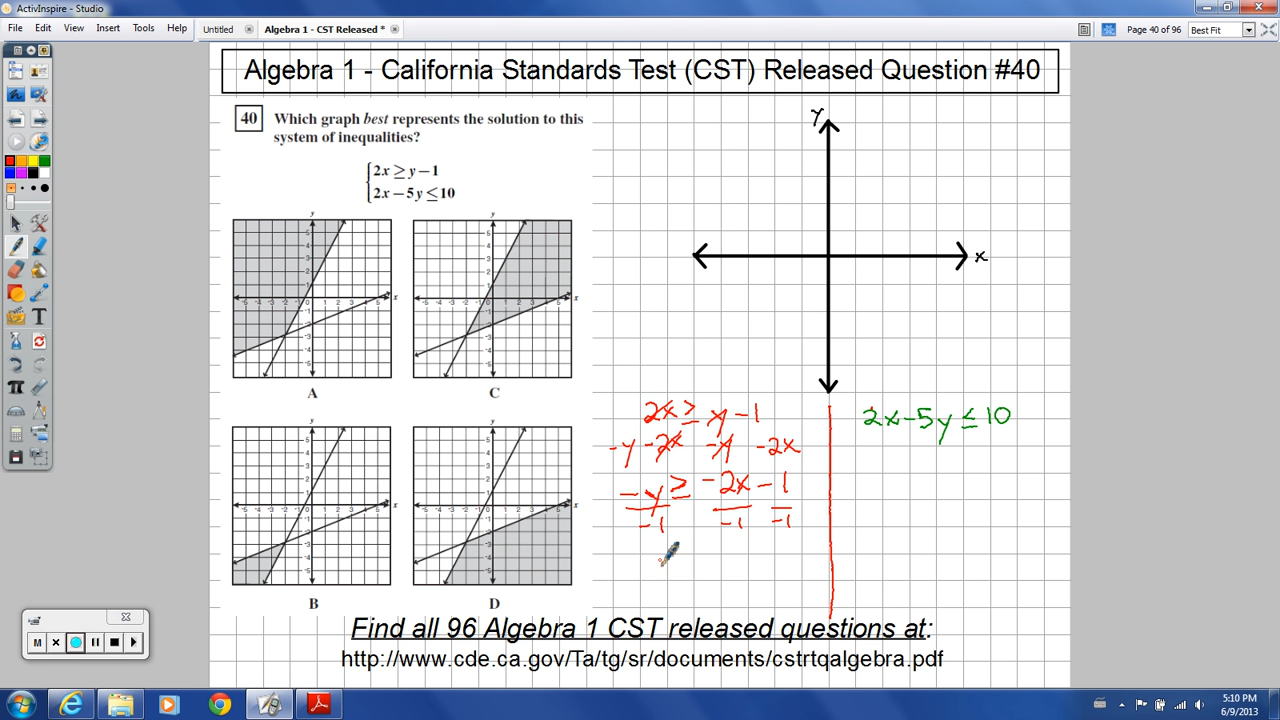 ActivInspire - Studio
File Edit View Insert Tools Help
Untitled
Algebra 1 - CST Released *
Page 40 of 96
Best Fit
Algebra 1 - California Standards Test (CST) Released Question #40
40 Which graph best represents the solution to this
system of inequalities?
2x ≥ y − 1
2x − 5y ≤ 10
A
C
B
D
y
x
2x ≥ y − 1
-y -2x -y -2x
-y ≥ -2x - 1
-1 -1 -1
2x-5y ≤ 10
Find all 96 Algebra 1 CST released questions at:
http://www.cde.ca.gov/Ta/tg/sr/documents/cstrtqalgebra.pdf
M
5:10 PM
6/9/2013